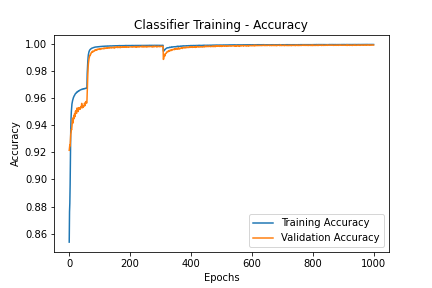 Classifier Training - Accuracy
1.00
0.98
0.96
0.94
0.92
0.90
0.88
0.86
Accuracy
Training Accuracy
Validation Accuracy
0 200 400 600 800 1000
Epochs